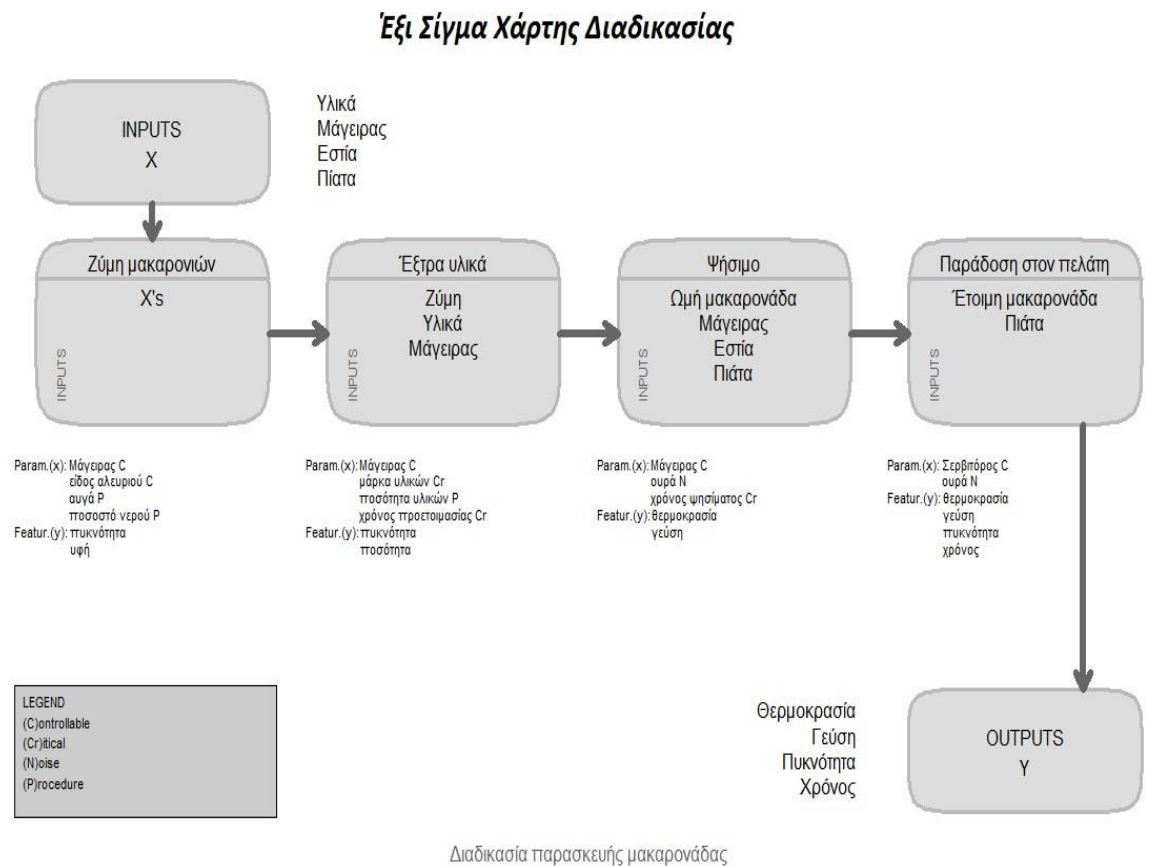 Έξι Σίγμα Χάρτης Διαδικασίας
INPUTS
X
Υλικά
Μάγειρας
Εστία
Πίατα
Ζύμη μακαρονιών
X's
INPUTS
Έξτρα υλικά
Ζύμη
Υλικά
Μάγειρας
INPUTS
Ψήσιμο
Ωμή μακαρονάδα
Μάγειρας
Εστία
Πιάτα
INPUTS
Παράδοση στον πελάτη
Έτοιμη μακαρονάδα
Πιάτα
INPUTS
Param.(x): Μάγειρας C
είδος αλευριού C
αυγά P
ποσοστό νερού P
Featur.(y): πυκνότητα
υφή
Param.(x): Μάγειρας C
μάρκα υλικών Cr
ποσότητα υλικών P
χρόνος προετοιμασίας Cr
Featur.(y): πυκνότητα
ποσότητα
Param.(x): Μάγειρας C
ουρά N
χρόνος ψησίματος Cr
Featur.(y): θερμοκρασία
γεύση
Param.(x): Σερβιτόρος C
ουρά N
Featur.(y): θερμοκρασία
γεύση
πυκνότητα
χρόνος
LEGEND
(C)ontrollable
(Cr)itical
(N)oise
(P)rocedure
Θερμοκρασία
Γεύση
Πυκνότητα
Χρόνος
OUTPUTS
Y
Διαδικασία παρασκευής μακαρονάδας